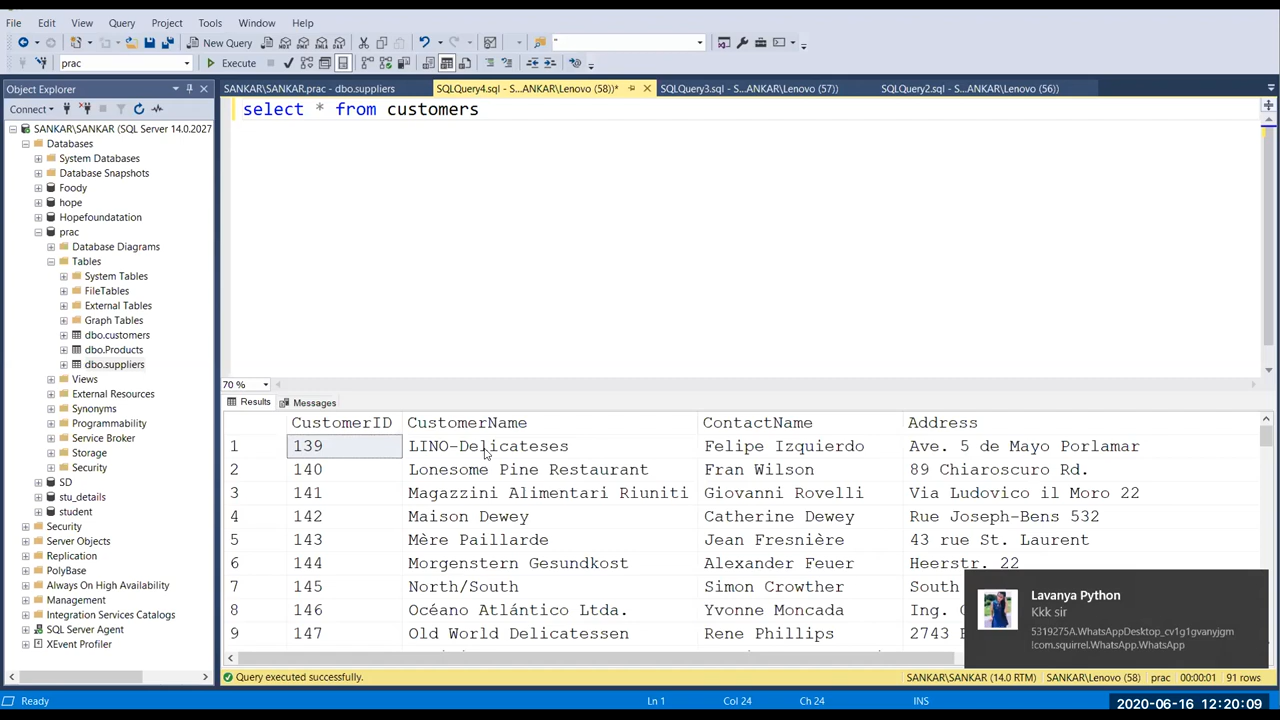 File Edit View Query Project Tools Window Help
New Query
prac Execute
Object Explorer
SANKAR\SANKAR.prac - dbo.suppliers SQLQuery4.sql - S...ANKAR\Lenovo (58))* SQLQuery3.sql - S...ANKAR\Lenovo (57)) SQLQuery2.sql - S...ANKAR\Lenovo (56))
Connect
select * from customers
SANKAR\SANKAR (SQL Server 14.0.2027
Databases
System Databases
Database Snapshots
Foody
hope
Hopefoundatation
prac
Database Diagrams
Tables
System Tables
FileTables
External Tables
Graph Tables
dbo.customers
dbo.Products
dbo.suppliers
Views
External Resources
Synonyms
Programmability
Service Broker
Storage
Security
SD
stu_details
student
Security
Server Objects
Replication
PolyBase
Always On High Availability
Management
Integration Services Catalogs
SQL Server Agent
XEvent Profiler
70 %
Results Messages
CustomerID CustomerName ContactName Address
1 139 LINO-Delicateses Felipe Izquierdo Ave. 5 de Mayo Porlamar
2 140 Lonesome Pine Restaurant Fran Wilson 89 Chiaroscuro Rd.
3 141 Magazzini Alimentari Riuniti Giovanni Rovelli Via Ludovico il Moro 22
4 142 Maison Dewey Catherine Dewey Rue Joseph-Bens 532
5 143 Mère Paillarde Jean Fresnière 43 rue St. Laurent
6 144 Morgenstern Gesundkost Alexander Feuer Heerstr. 22
7 145 North/South Simon Crowther South
8 146 Océano Atlántico Ltda. Yvonne Moncada Ing.
9 147 Old World Delicatessen Rene Phillips 2743
Lavanya Python
Kkk sir
5319275A.WhatsAppDesktop_cv1g1gvanyjgm
!com.squirrel.WhatsApp.WhatsApp
Query executed successfully. SANKAR\SANKAR (14.0 RTM) SANKAR\Lenovo (58) prac 00:00:01 91 rows
Ready Ln 1 Col 24 Ch 24 INS
2020-06-16 12:20:09